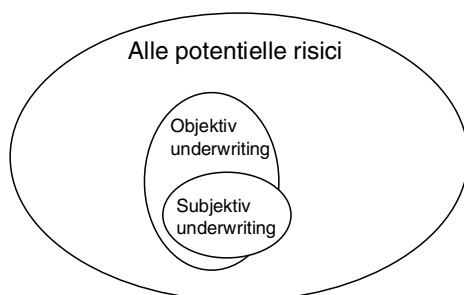 Alle potentielle risici
Objektiv
underwriting
Subjektiv
underwriting